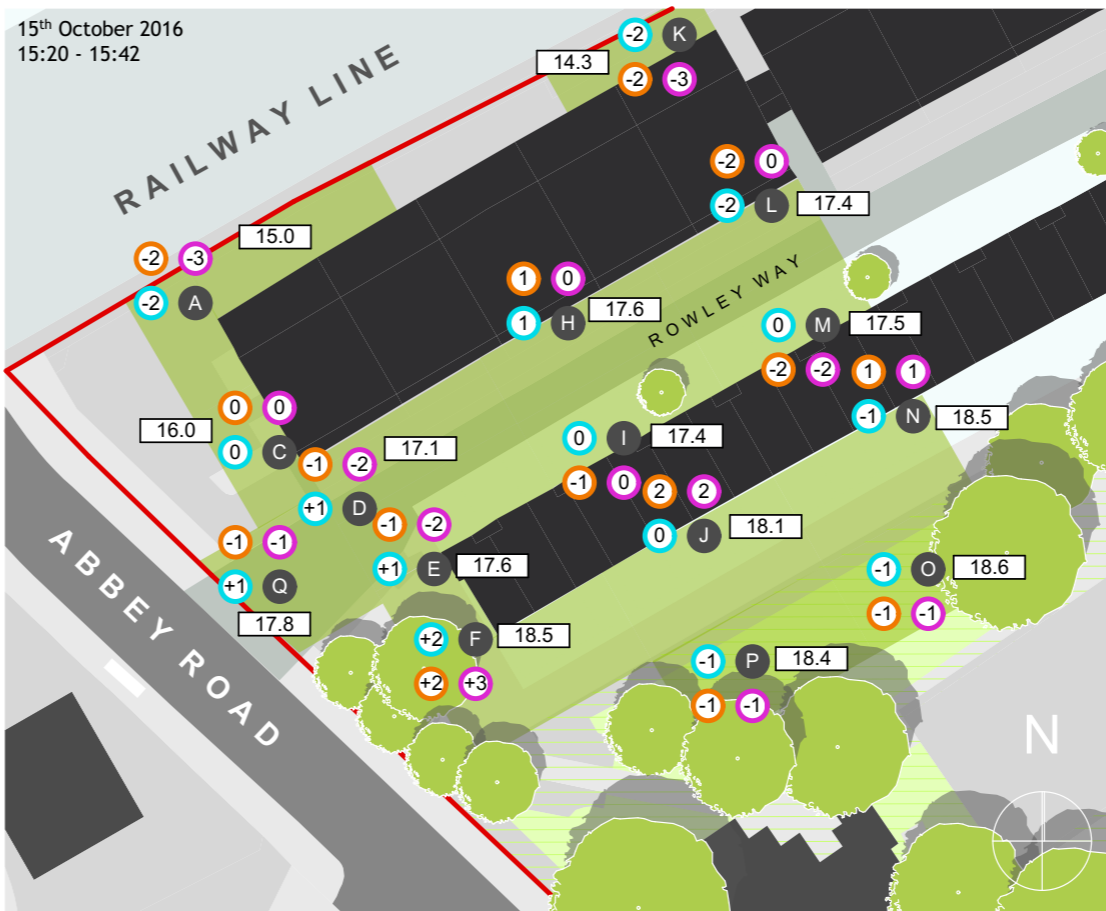 15th October 2016
15:20 - 15:42
RAILWAY LINE
-2 K
14.3
-2 -3
-2 0
-2 L 17.4
15.0
-2 -3
-2 A
1 0
1 H 17.6
ROWLEY WAY
0 M 17.5
-2 -2 1 1
-1 N 18.5
0 0
16.0
0 C
17.1
-1 -2
+1 D
0 I 17.4
-1 0 2 2
0 J 18.1
-1 -2
+1 E 17.6
-1 -1
+1 Q
17.8
ABBEY ROAD
+2 F 18.5
+2 +3
-1 O 18.6
-1 -1
-1 P 18.4
-1 -1
N